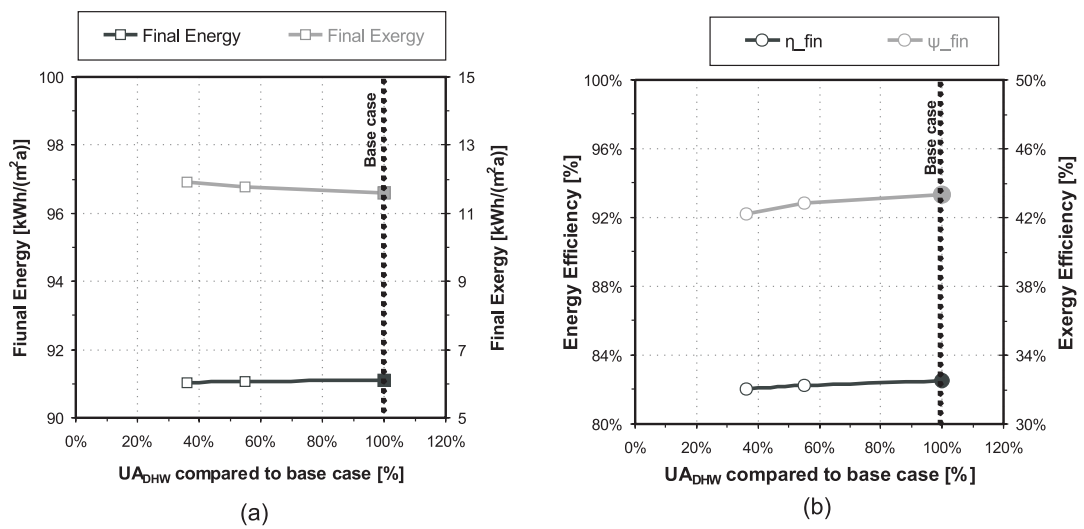 Final Energy
Final Exergy
100
98
96
94
92
90
15
13
11
9
7
5
Fiunal Energy [kWh/(m²a)]
Final Exergy [kWh/(m²a)]
Base case
0%
20%
40%
60%
80%
100%
120%
UA_DHW compared to base case [%]
(a)
η_fin
ψ_fin
100%
96%
92%
88%
84%
80%
50%
46%
42%
38%
34%
30%
Energy Efficiency [%]
Exergy Efficiency [%]
Base case
0%
20%
40%
60%
80%
100%
120%
UA_DHW compared to base case [%]
(b)